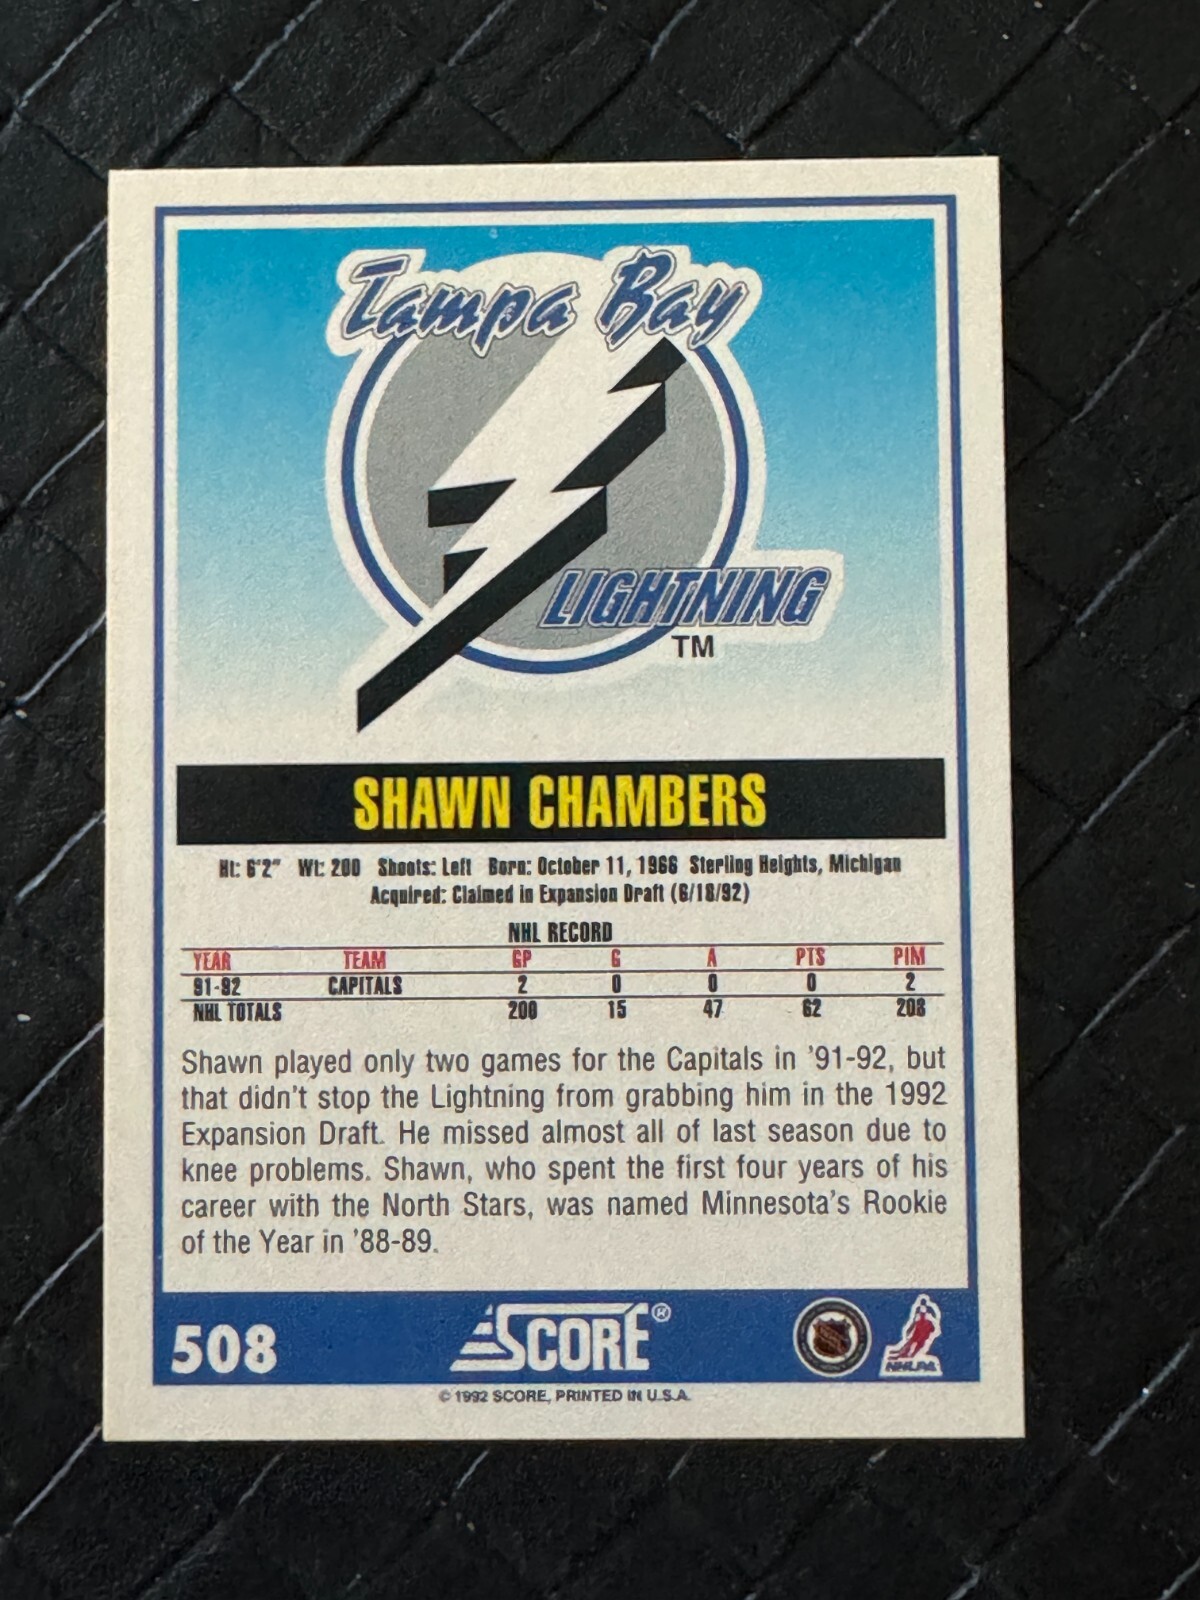 Tampa Bay
LIGHTNING
TM
SHAWN CHAMBERS
Ht: 6'2" Wt: 200 Shoots: Left Born: October 11, 1966 Sterling Heights, Michigan
Acquired: Claimed in Expansion Draft (6/18/92)
NHL RECORD
YEAR TEAM GP G A PTS PIM
91-92 CAPITALS 2 0 0 0 2
NHL TOTALS 200 15 47 62 208
Shawn played only two games for the Capitals in '91-92, but
that didn't stop the Lightning from grabbing him in the 1992
Expansion Draft. He missed almost all of last season due to
knee problems. Shawn, who spent the first four years of his
career with the North Stars, was named Minnesota's Rookie
of the Year in '88-89.
508 SCORE® NHLPA
© 1992 SCORE, PRINTED IN U.S.A.